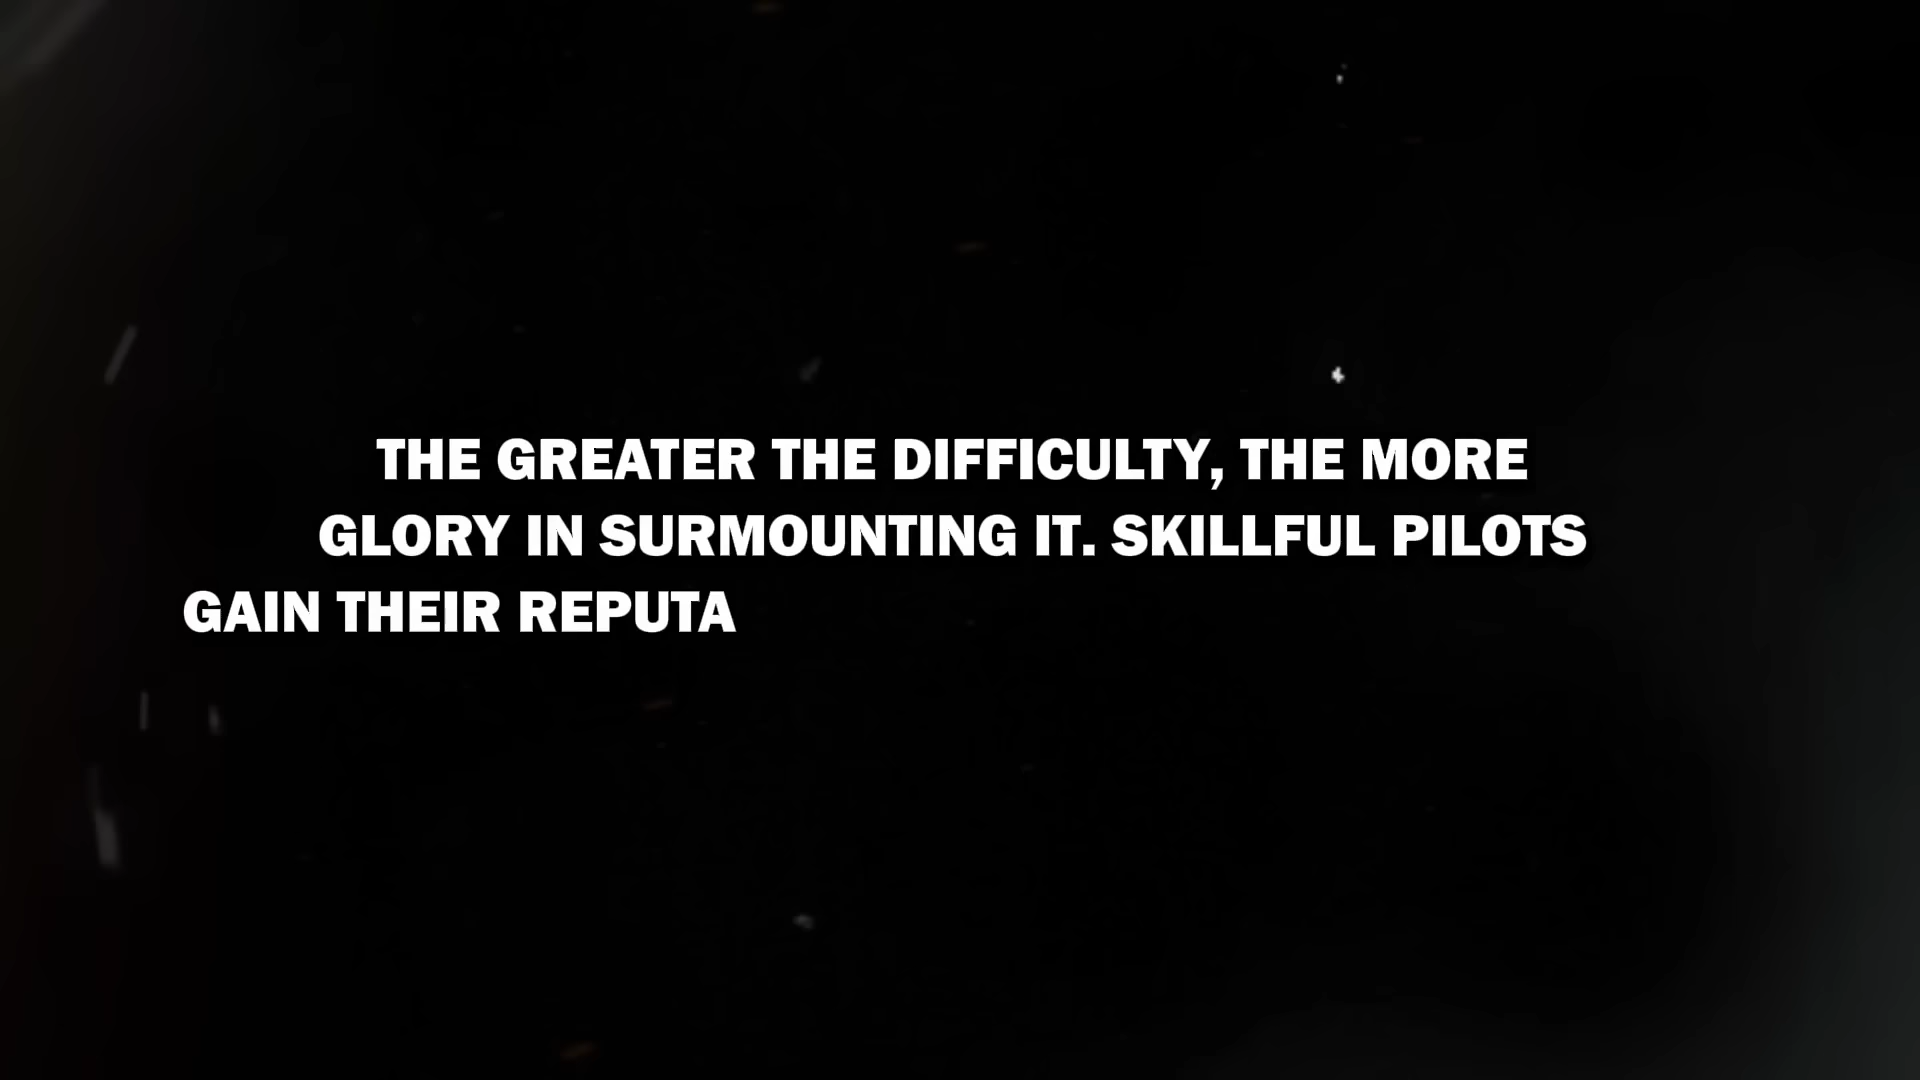 THE GREATER THE DIFFICULTY, THE MORE
GLORY IN SURMOUNTING IT. SKILLFUL PILOTS
GAIN THEIR REPUTA